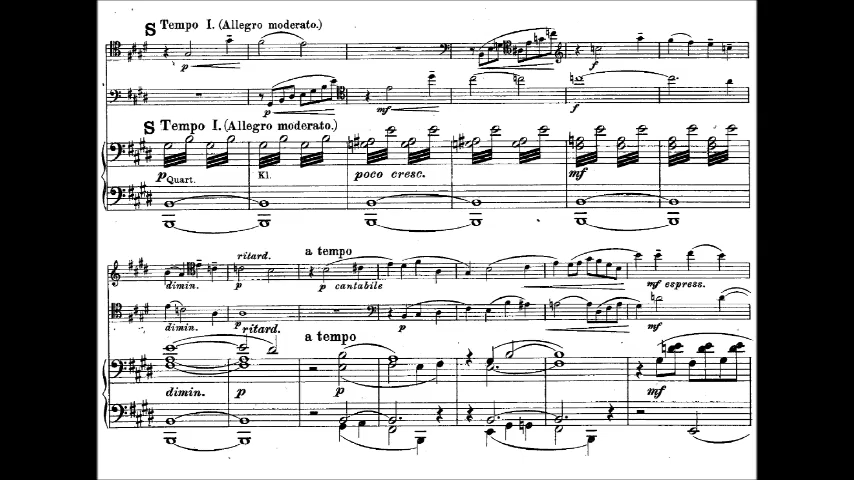 S Tempo I. (Allegro moderato.)
p
p mf f
f
S Tempo I. (Allegro moderato.)
p Quart. Kl. poco cresc. mf
ritard. a tempo
dimin. p p cantabile mf espress.
dimin. p ritard. p mf
a tempo
dimin. p p mf